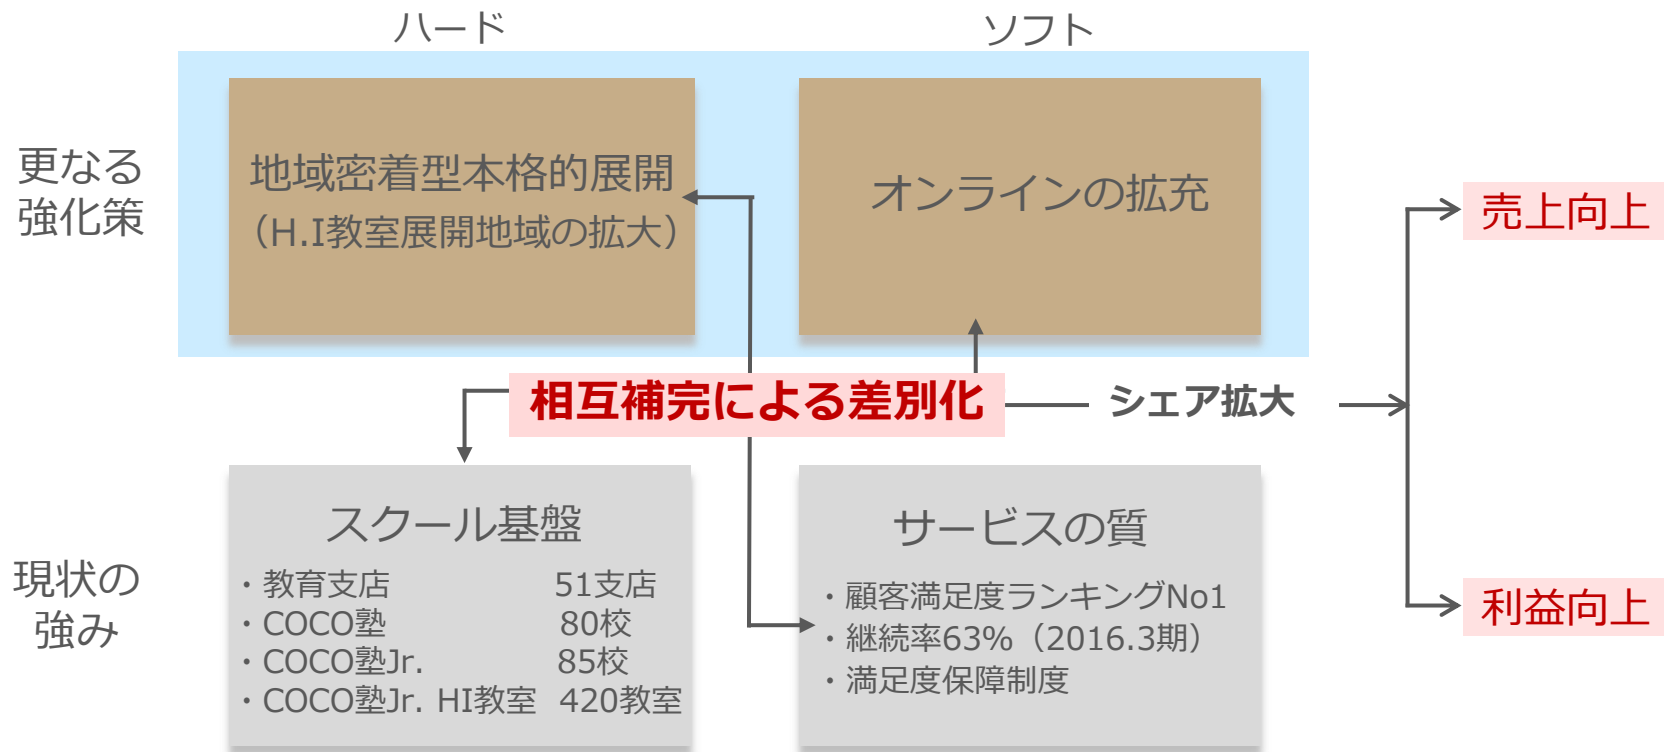 ハード
ソフト
更なる
強化策
地域密着型本格的展開
（H.I教室展開地域の拡大）
オンラインの拡充
売上向上
相互補完による差別化
シェア拡大
現状の
強み
スクール基盤
・教育支店 51支店
・COCO塾 80校
・COCO塾Jr. 85校
・COCO塾Jr. HI教室 420教室
サービスの質
・顧客満足度ランキングNo1
・継続率63%（2016.3期）
・満足度保障制度
利益向上